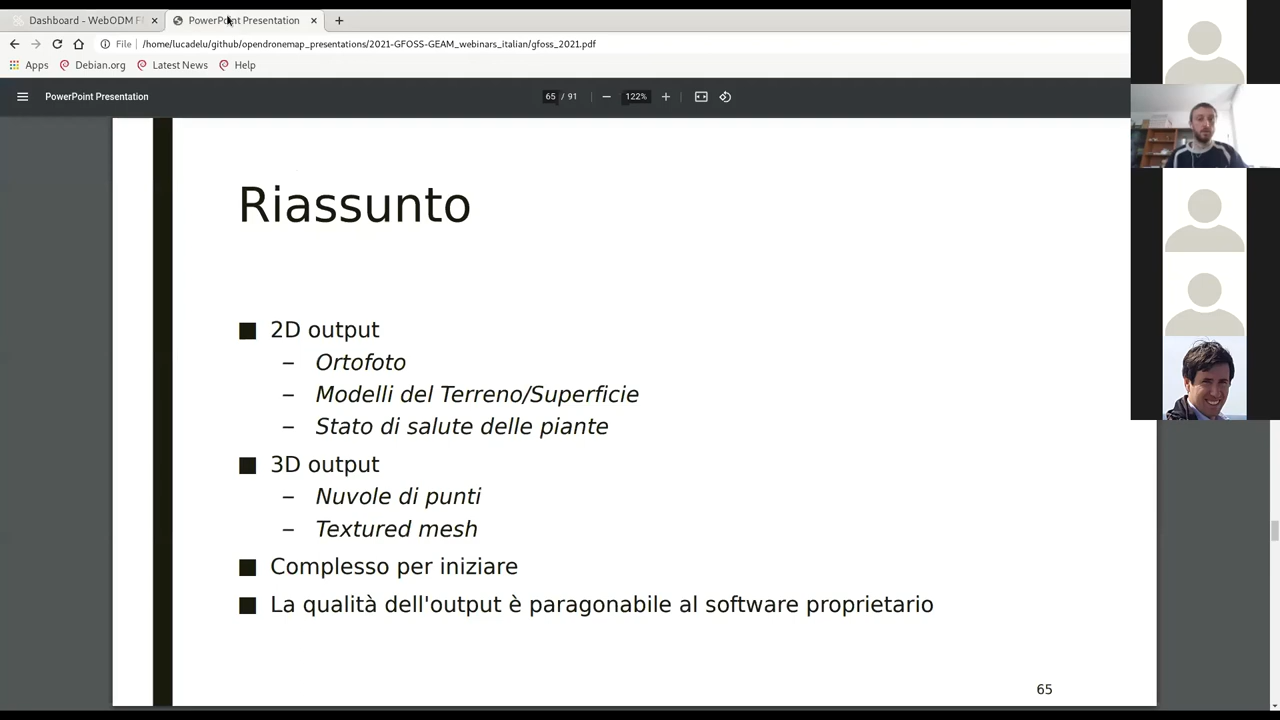 Dashboard - WebODM F
PowerPoint Presentation
File
/home/lucadelu/github/opendronemap_presentations/2021-GFOSS-GEAM_webinars_italian/gfoss_2021.pdf
Apps
Debian.org
Latest News
Help
PowerPoint Presentation
65 / 91
122%
Riassunto
■ 2D output
– Ortofoto
– Modelli del Terreno/Superficie
– Stato di salute delle piante
■ 3D output
– Nuvole di punti
– Textured mesh
■ Complesso per iniziare
■ La qualità dell'output è paragonabile al software proprietario
65